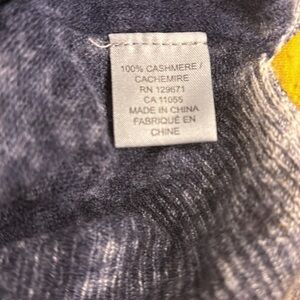 100% CASHMERE /
CACHEMIRE
RN 129671
CA 11055
MADE IN CHINA
FABRIQUÉ EN
CHINE